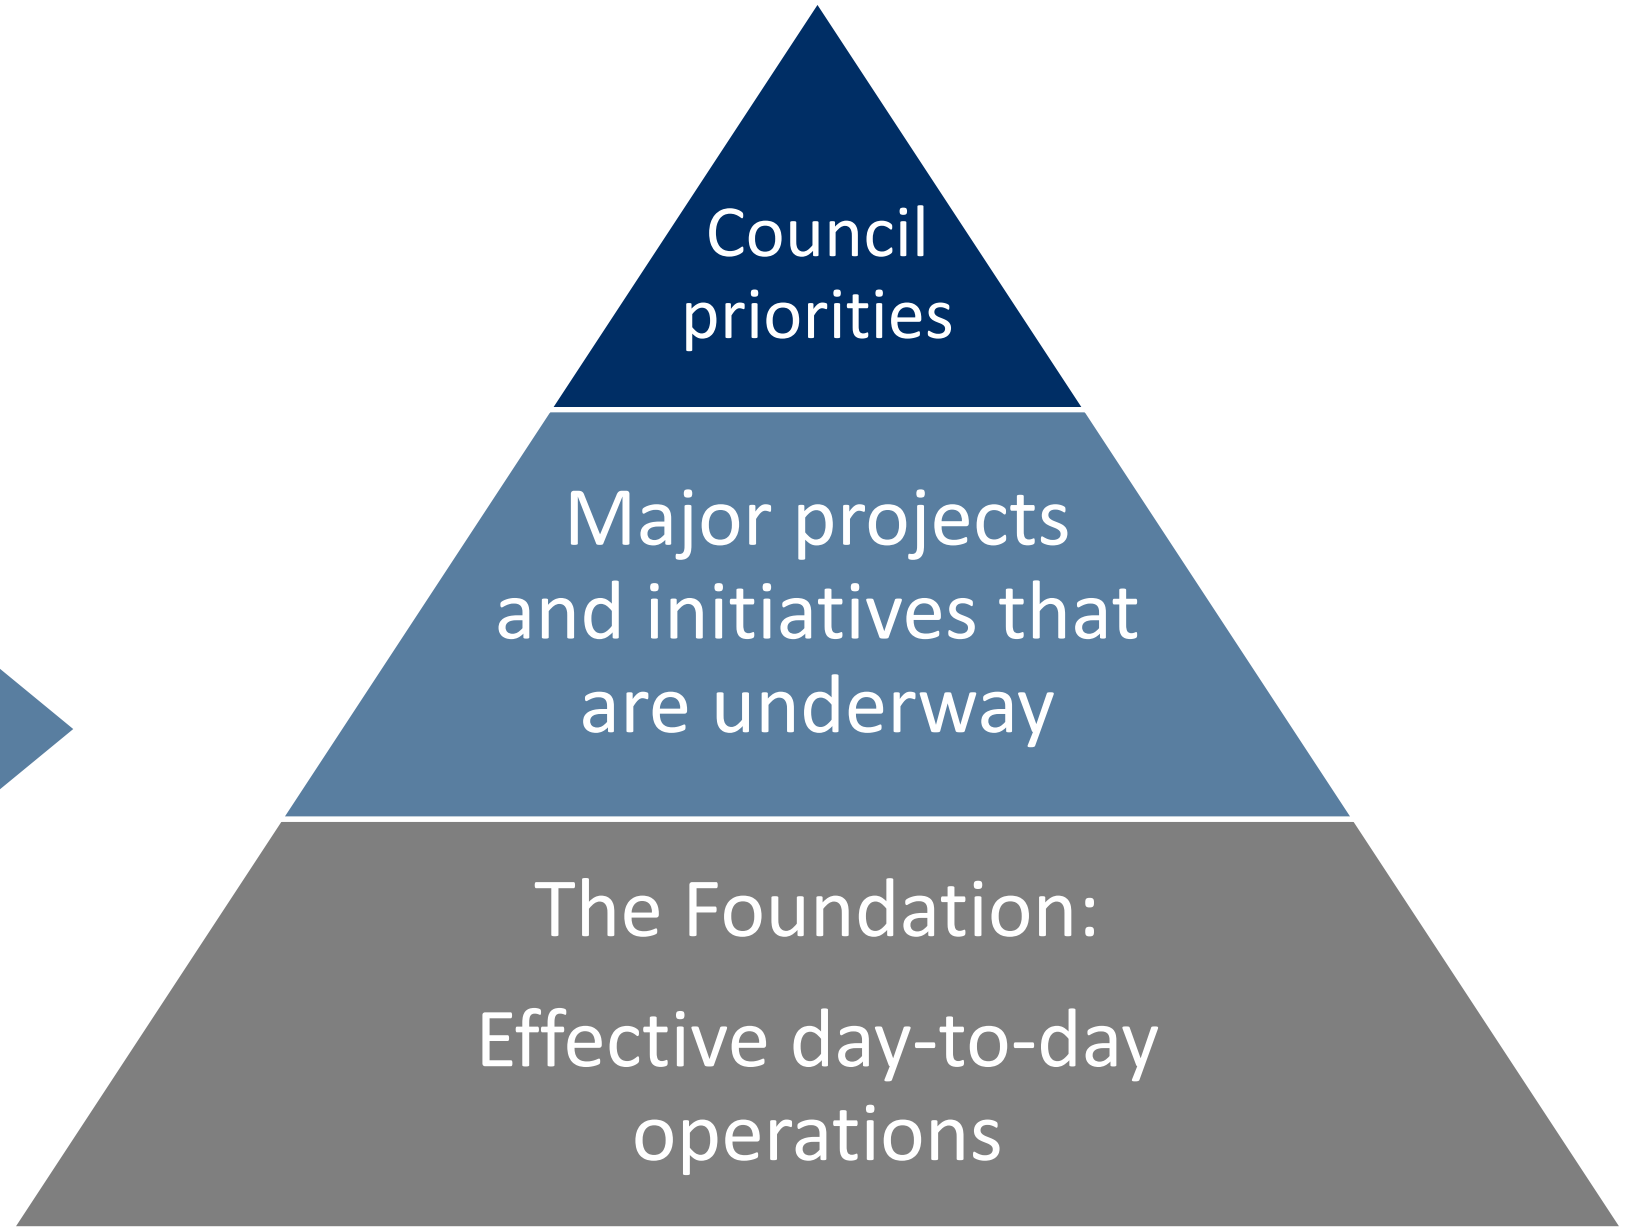 Council
priorities
Major projects
and initiatives that
are underway
The Foundation:
Effective day-to-day
operations